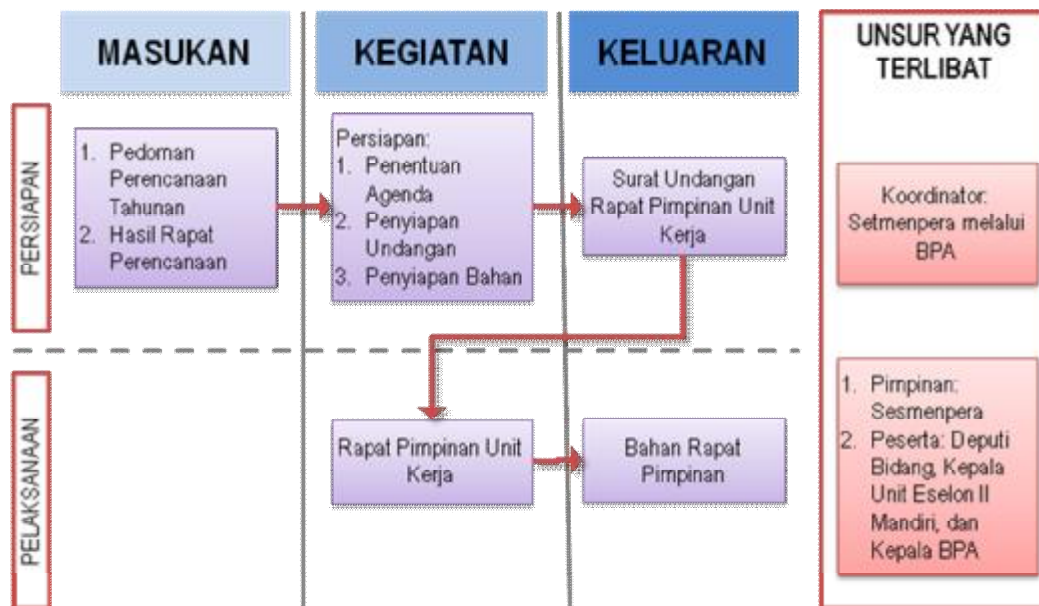 MASUKAN
KEGIATAN
KELUARAN
UNSUR YANG
TERLIBAT
PERSIAPAN
1. Pedoman
Perencanaan
Tahunan
2. Hasil Rapat
Perencanaan
Persiapan:
1. Penentuan
Agenda
2. Penyiapan
Undangan
3. Penyiapan Bahan
Surat Undangan
Rapat Pimpinan Unit
Kerja
Koordinator:
Setmenpera melalui
BPA
PELAKSANAAN
Rapat Pimpinan Unit
Kerja
Bahan Rapat
Pimpinan
1. Pimpinan:
Sesmenpera
2. Peserta: Deputi
Bidang, Kepala
Unit Eselon II
Mandiri, dan
Kepala BPA